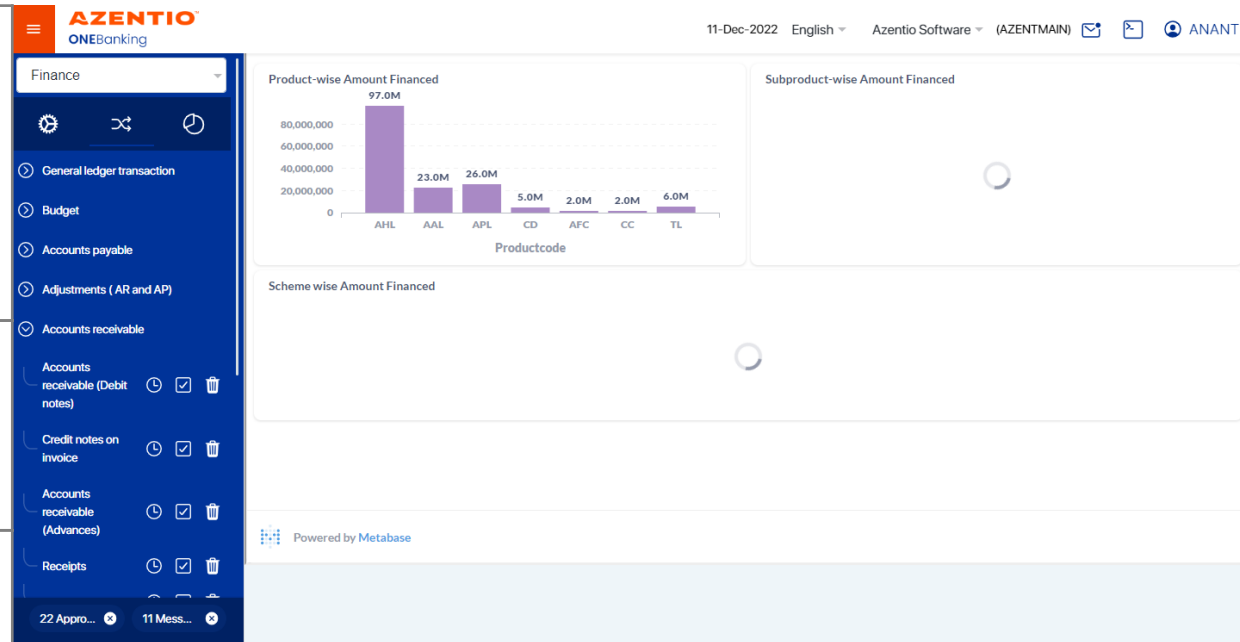 AZENTIO™
ONEBanking
11-Dec-2022 English Azentio Software (AZENTMAIN) ANANT
Finance
General ledger transaction
Budget
Accounts payable
Adjustments ( AR and AP)
Accounts receivable
Accounts
receivable (Debit
notes)
Credit notes on
invoice
Accounts
receivable
(Advances)
Receipts
22 Appro...
11 Mess...
Product-wise Amount Financed
97.0M
80,000,000
60,000,000
40,000,000
20,000,000
0
23.0M
26.0M
5.0M
2.0M
2.0M
6.0M
AHL AAL APL CD AFC CC TL
Productcode
Subproduct-wise Amount Financed
Scheme wise Amount Financed
Powered by Metabase